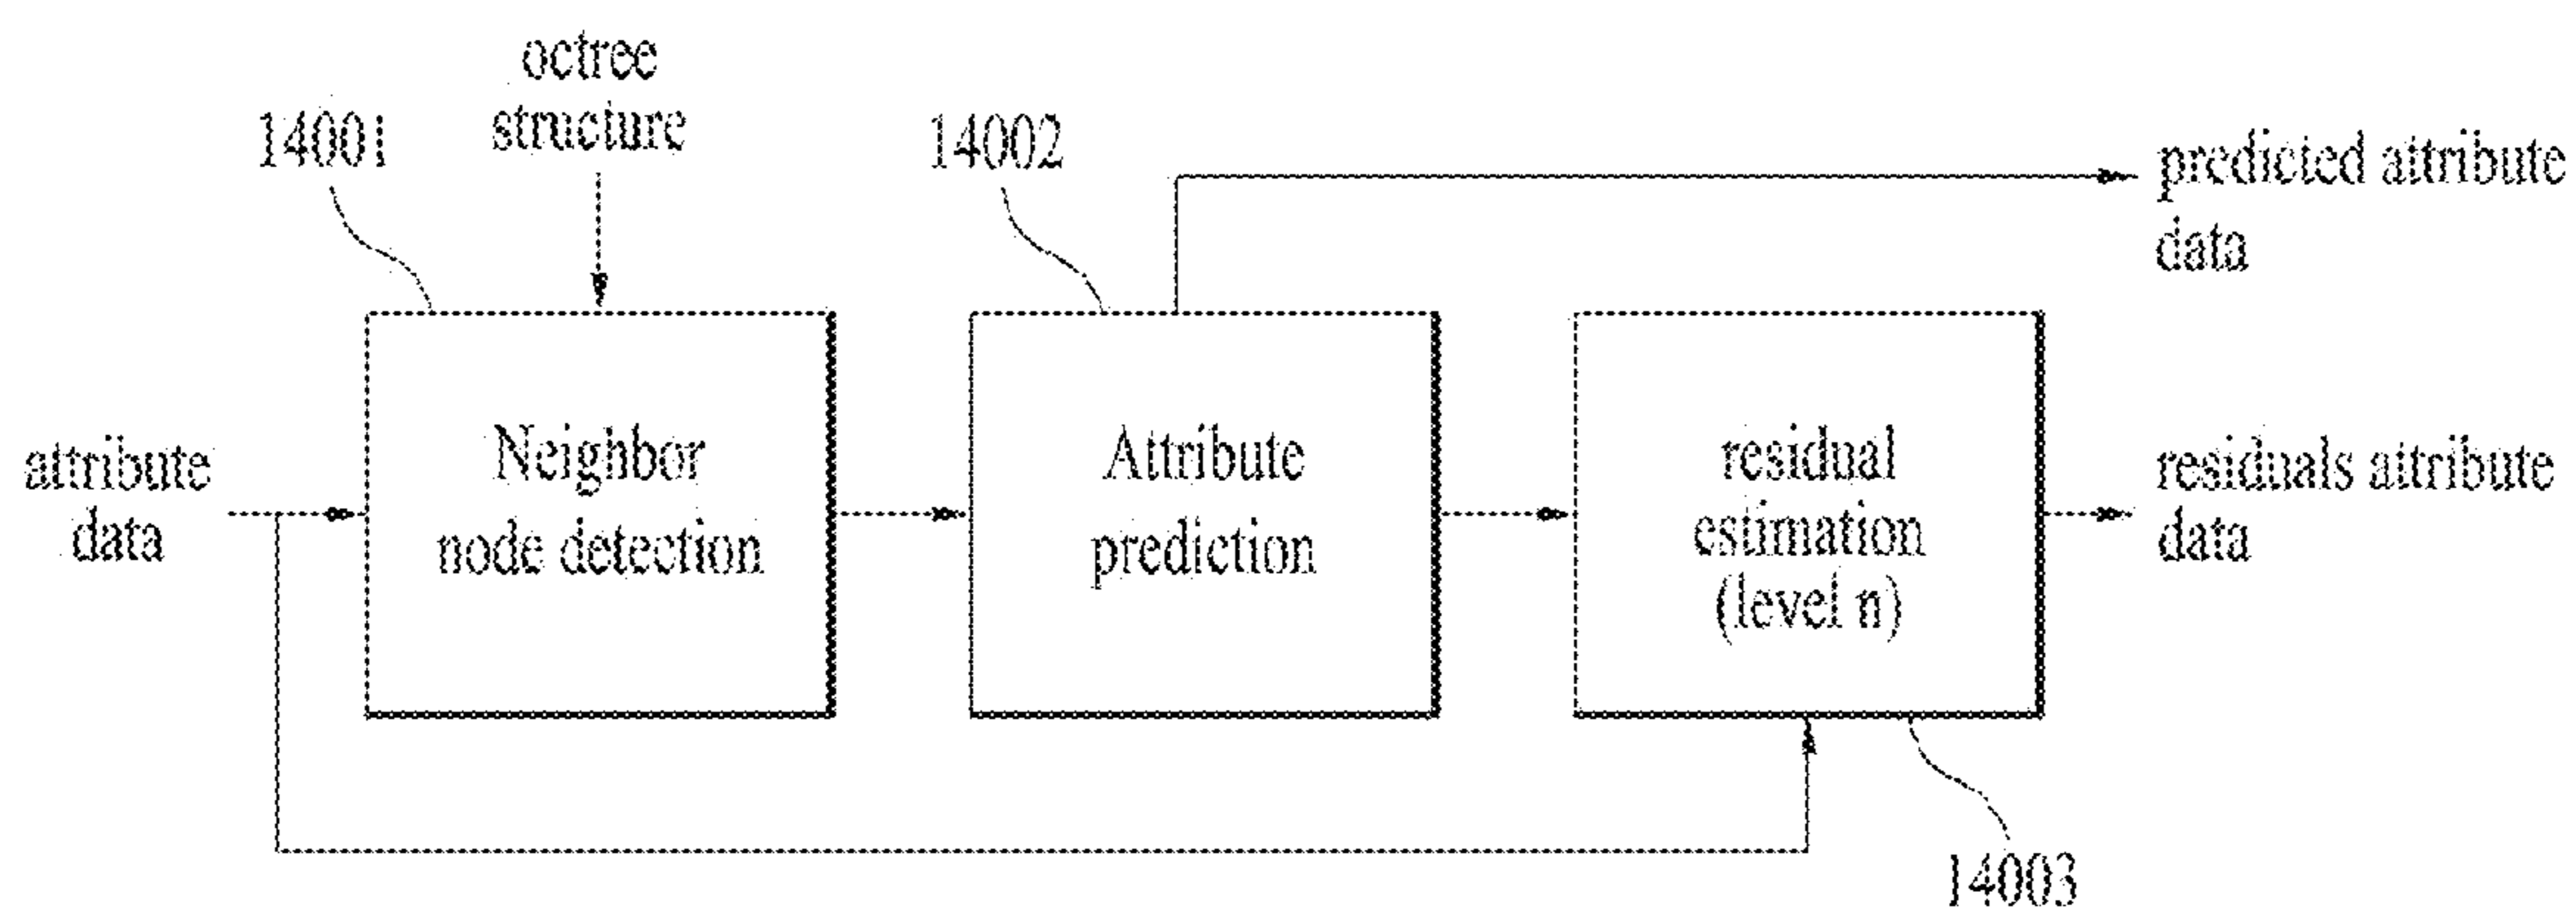 octree
structure
14001
14002
predicted attribute
data
attribute
data
Neighbor
node detection
Attribute
prediction
residual
estimation
(level n)
residuals attribute
data
14003